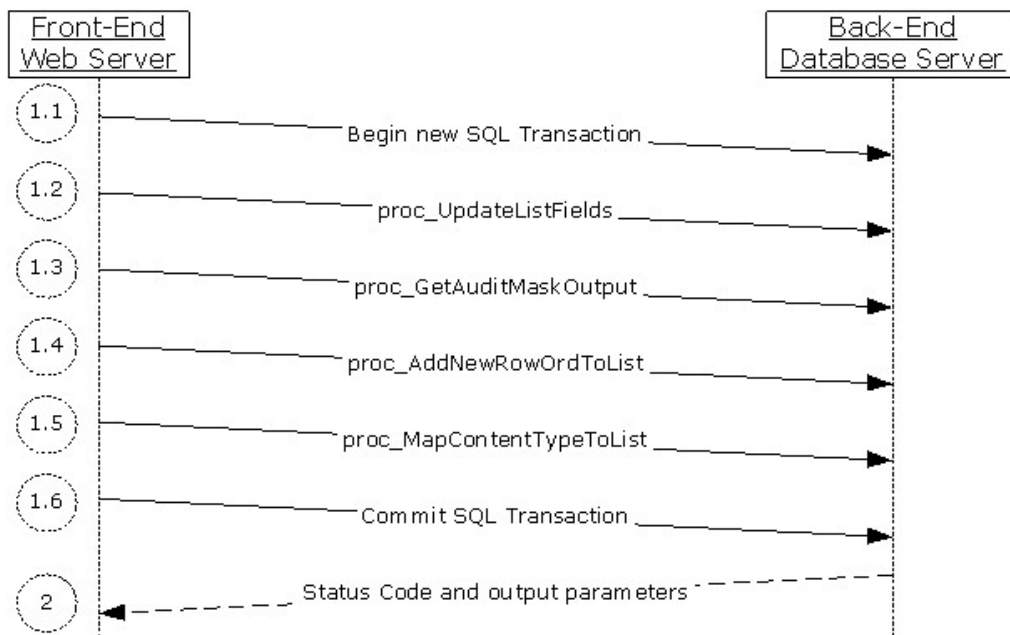 Front-End
Web Server
Back-End
Database Server
1.1
Begin new SQL Transaction
1.2
proc_UpdateListFields
1.3
proc_GetAuditMaskOutput
1.4
proc_AddNewRowOrdToList
1.5
proc_MapContentTypeToList
1.6
Commit SQL Transaction
2
Status Code and output parameters